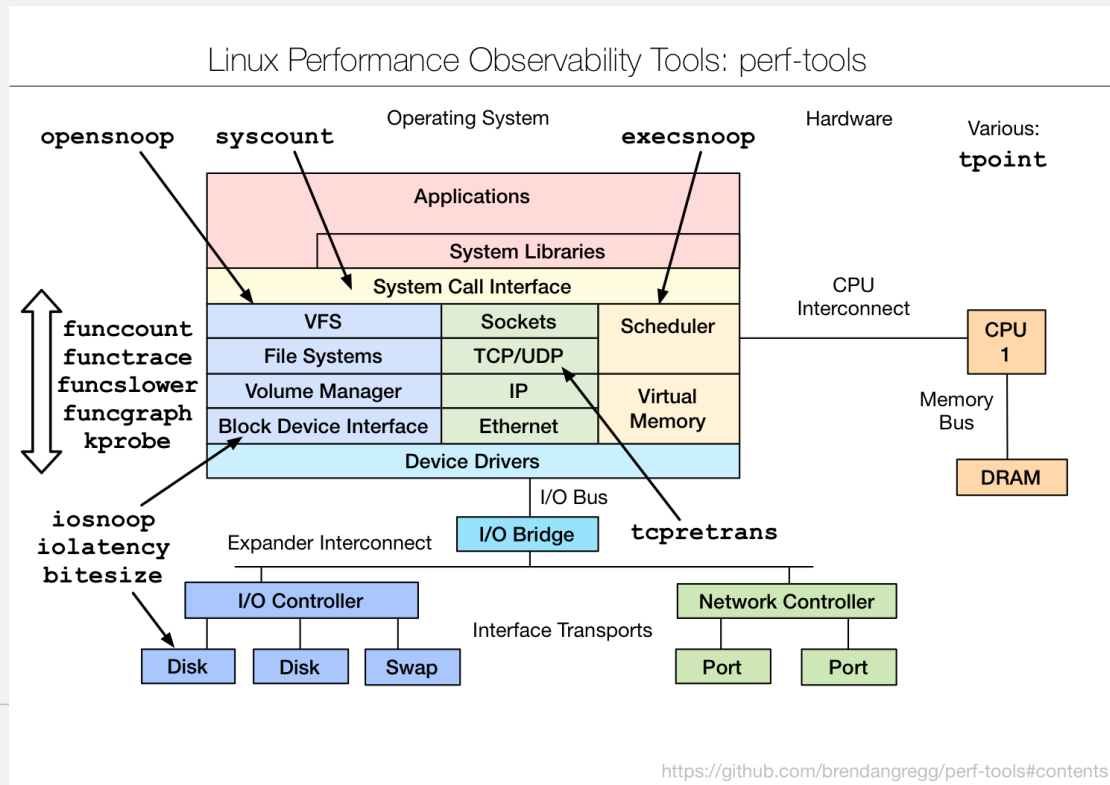 Linux Performance Observability Tools: perf-tools
Operating System
Hardware
Various:
tpoint
opensnoop
syscount
execsnoop
Applications
System Libraries
System Call Interface
VFS
Sockets
Scheduler
File Systems
TCP/UDP
Volume Manager
IP
Virtual
Memory
Block Device Interface
Ethernet
Device Drivers
funccount
functrace
funcslower
funcgraph
kprobe
CPU
Interconnect
CPU
1
Memory
Bus
DRAM
iosnoop
iolatency
bitesize
I/O Bus
I/O Bridge
tcpretrans
Expander Interconnect
I/O Controller
Network Controller
Interface Transports
Disk
Disk
Swap
Port
Port
https://github.com/brendangregg/perf-tools#contents